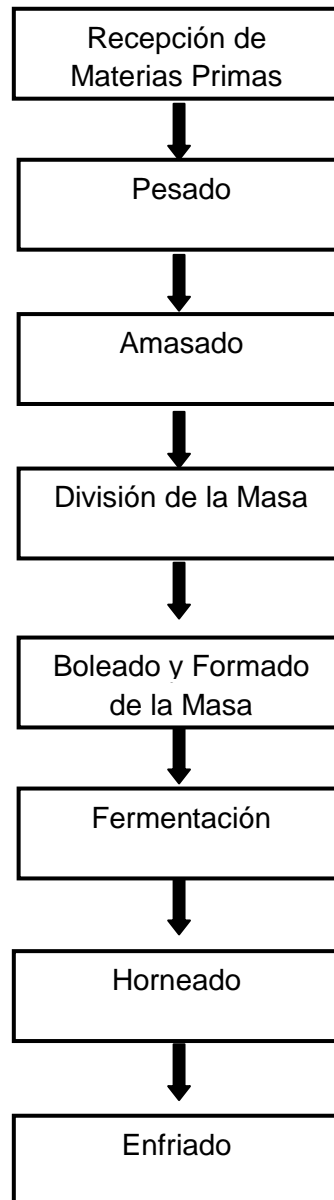 Recepción de
Materias Primas
Pesado
Amasado
División de la Masa
Boleado y Formado
de la Masa
Fermentación
Horneado
Enfriado